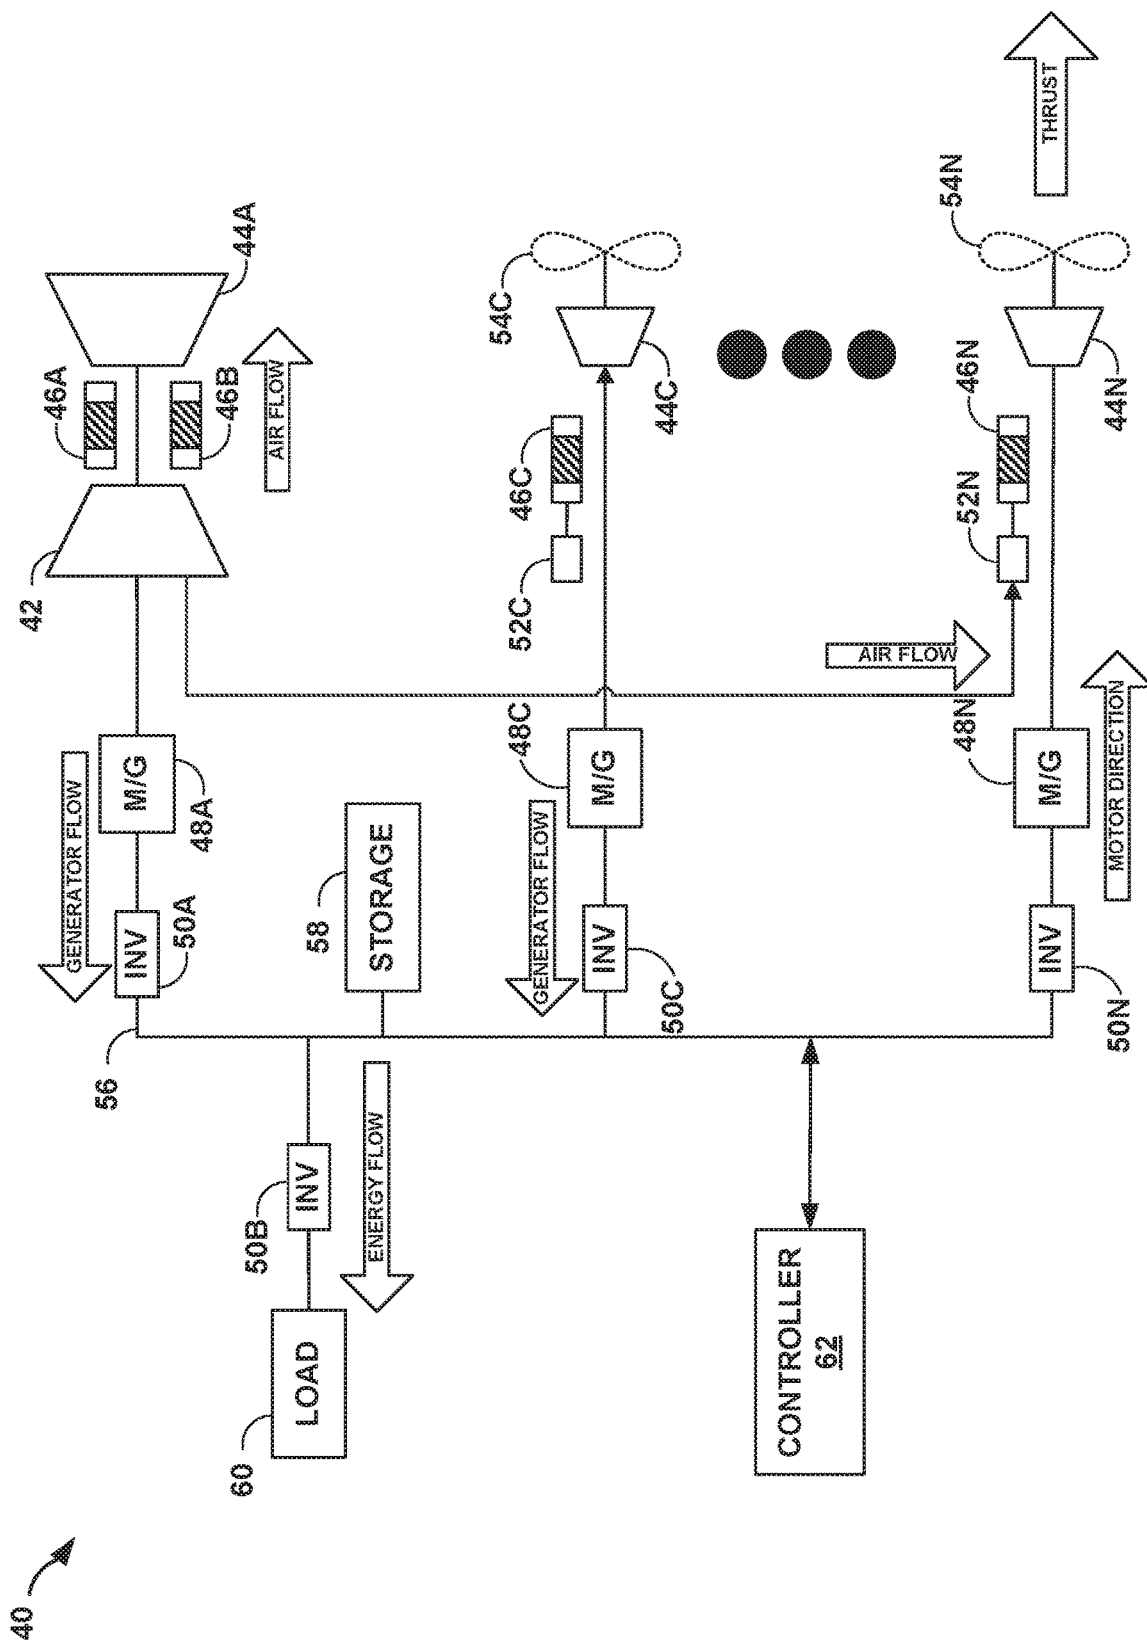 40
60
LOAD
50B
INV
ENERGY FLOW
56
CONTROLLER
62
GENERATOR FLOW
INV
50A
M/G
48A
42
46A
46B
AIR FLOW
44A
58
STORAGE
GENERATOR FLOW
INV
50C
M/G
48C
52C
46C
44C
54C
AIR FLOW
INV
50N
M/G
48N
MOTOR DIRECTION
52N
46N
44N
54N
THRUST